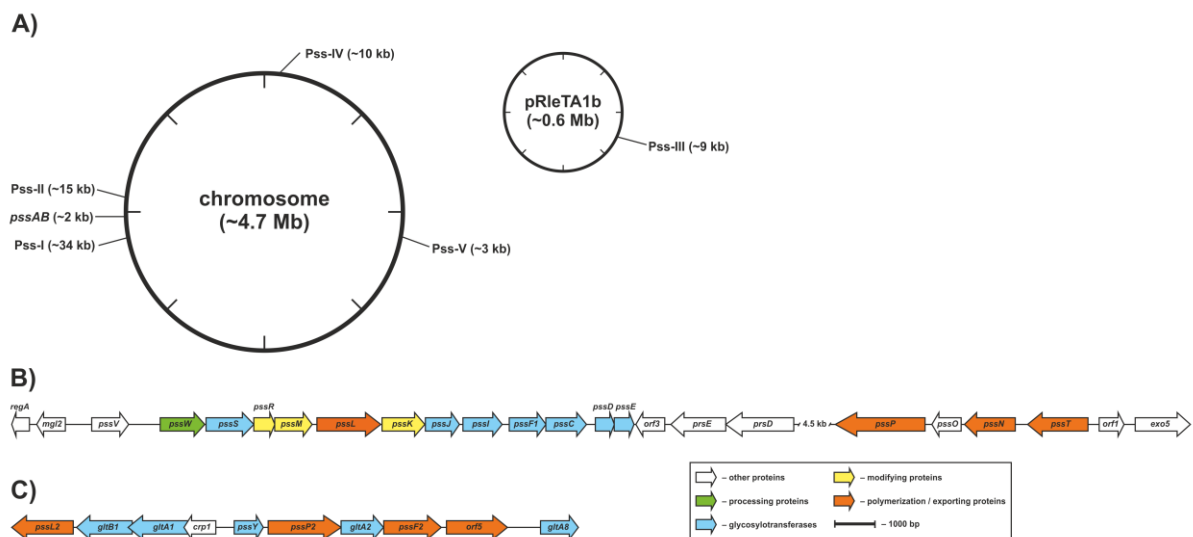 A)
Pss-IV (~10 kb)
pRleTA1b
(~0.6 Mb)
Pss-III (~9 kb)
Pss-II (~15 kb)
pssAB (~2 kb)
Pss-I (~34 kb)
chromosome
(~4.7 Mb)
Pss-V (~3 kb)
B)
regA mgl2 pssV pssW pssS pssR pssM pssL pssK pssJ pssI pssF1 pssC pssD pssE orf3 prsE prsD 4.5 kb pssP pssO pssN pssT orf1 exo5
C)
pssL2 gltB1 gltA1 crp1 pssY pssP2 gltA2 pssF2 orf5 gltA8
– other proteins
– modifying proteins
– processing proteins
– polymerization / exporting proteins
– glycosylotransferases
– 1000 bp